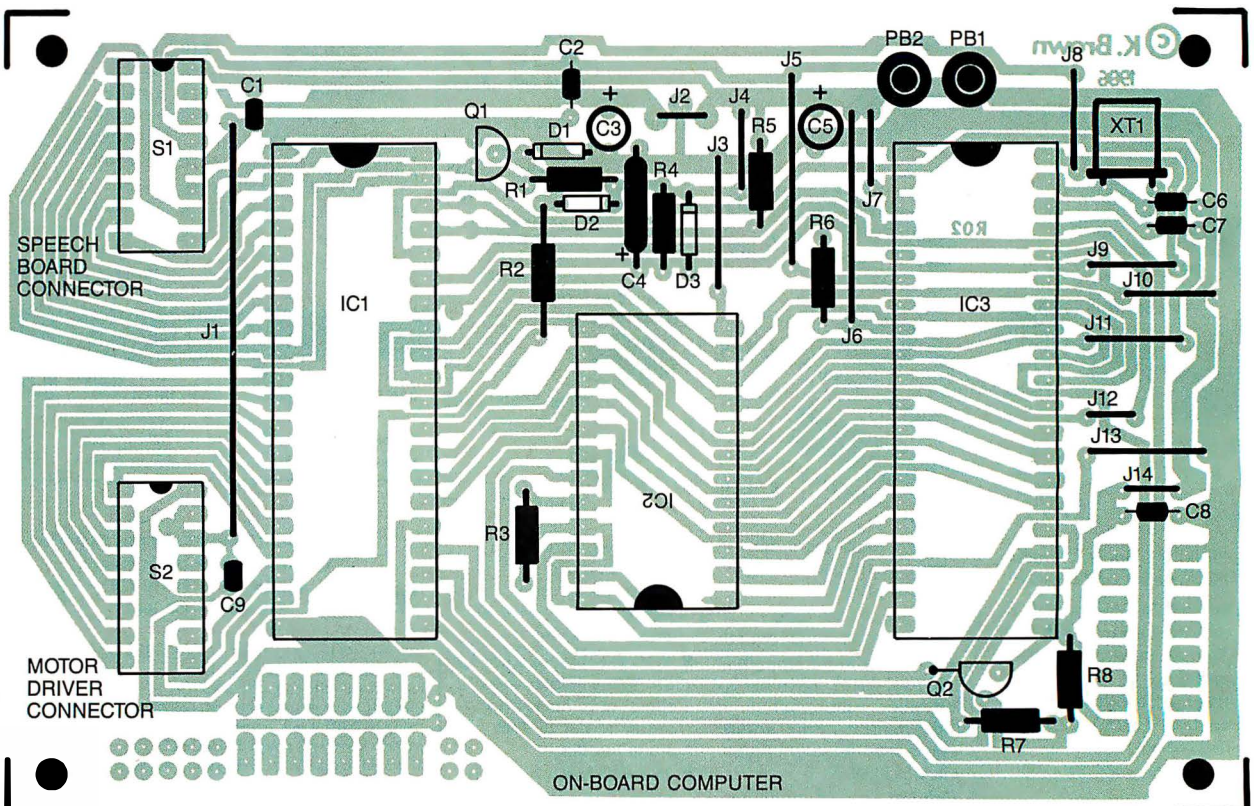 © K. Brown
1986
PB2
PB1
C2
J5
J8
C1
J2
J4
Q1
D1
C3
+
R5
+
C5
XT1
S1
J3
R4
R1
J7
C6
D2
R02
C7
SPEECH
BOARD
CONNECTOR
R6
R2
+
C4
D3
J9
J10
IC1
IC3
J1
J6
J11
J12
J13
IC2
J14
C8
R3
S2
C9
MOTOR
DRIVER
CONNECTOR
Q2
R8
R7
ON-BOARD COMPUTER